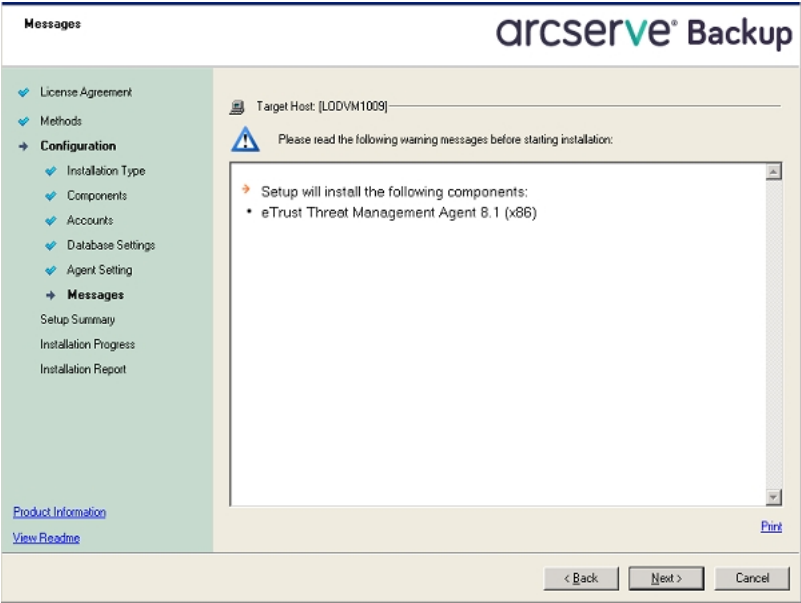 Messages
arcserve® Backup
License Agreement
Methods
Configuration
Installation Type
Components
Accounts
Database Settings
Agent Setting
Messages
Setup Summary
Installation Progress
Installation Report
Product Information
View Readme
Target Host: [LODVM1009]
Please read the following warning messages before starting installation:
Setup will install the following components:
• eTrust Threat Management Agent 8.1 (x86)
Print
< Back
Next >
Cancel